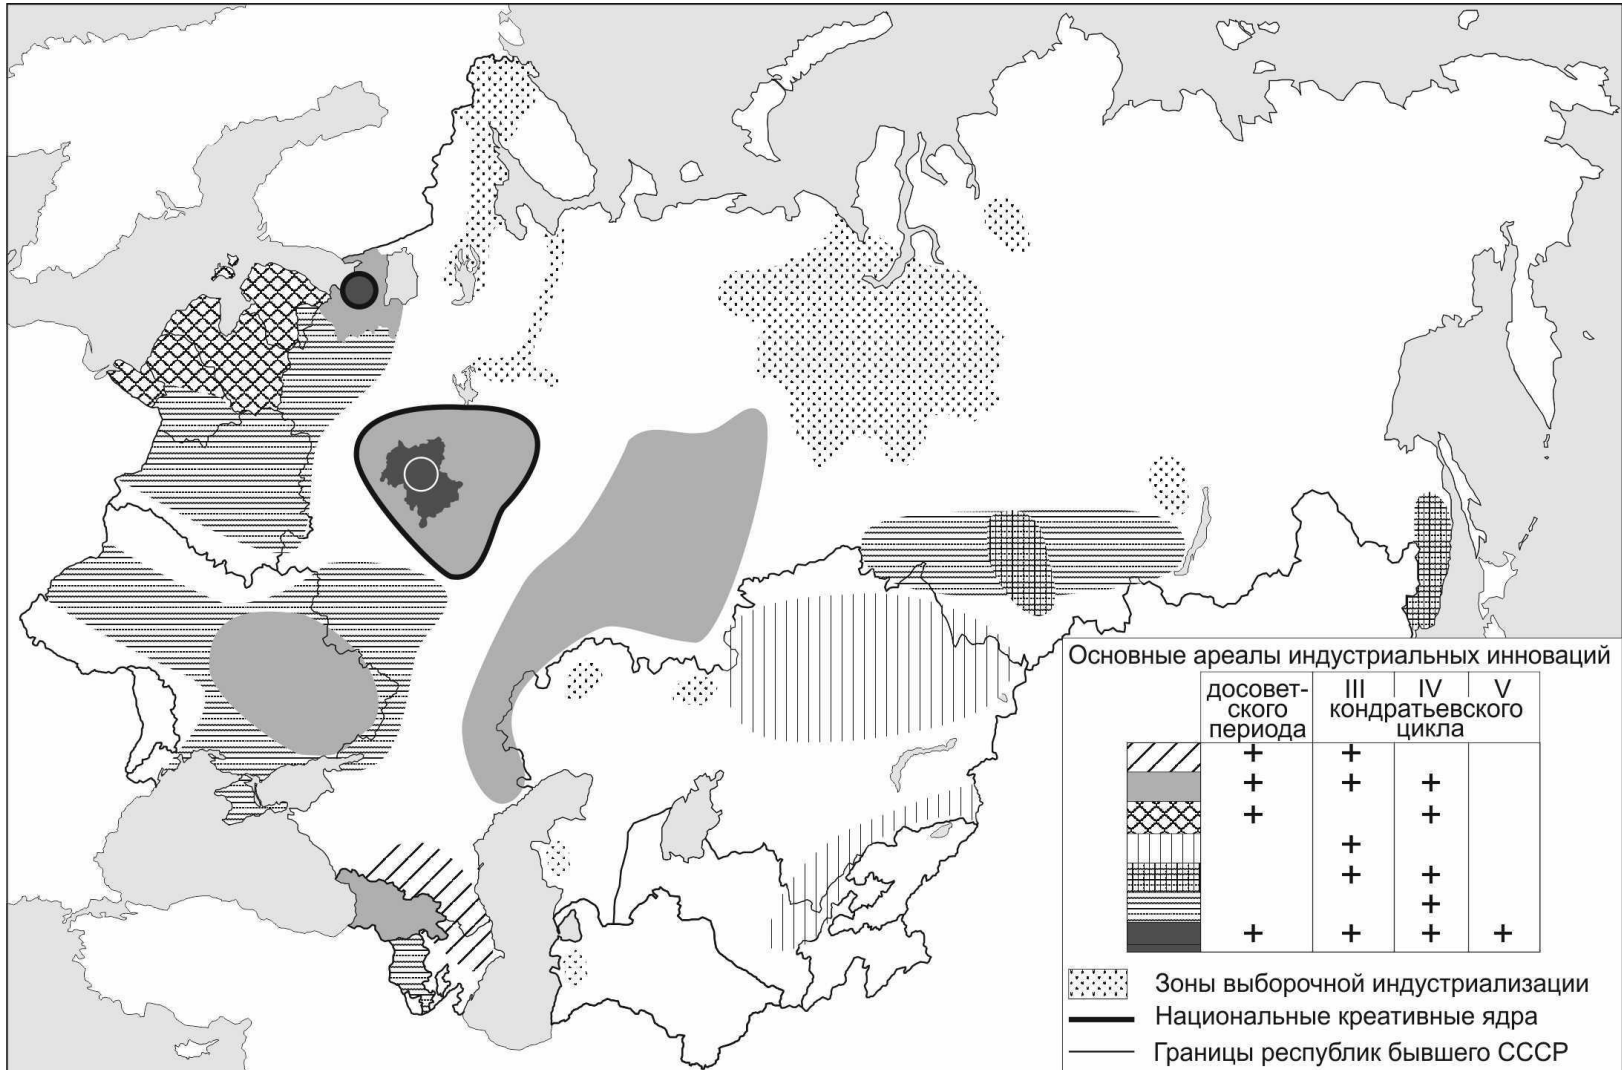 Основные ареалы индустриальных инноваций
досовет-
ского
периода
III IV V
кондратьевского
цикла
+ +
+ + +
+ +
+
+ +
+
+ + + +
Зоны выборочной индустриализации
Национальные креативные ядра
Границы республик бывшего СССР